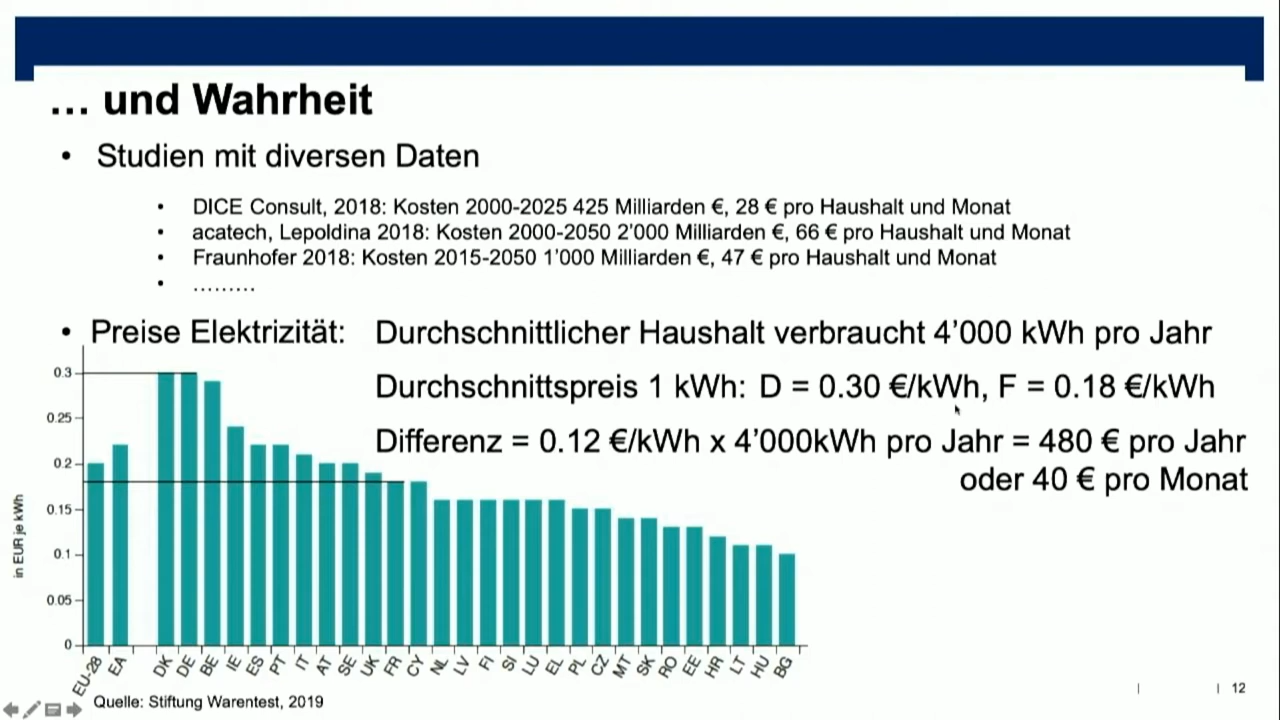 … und Wahrheit
• Studien mit diversen Daten
• DICE Consult, 2018: Kosten 2000-2025 425 Milliarden €, 28 € pro Haushalt und Monat
• acatech, Lepoldina 2018: Kosten 2000-2050 2’000 Milliarden €, 66 € pro Haushalt und Monat
• Fraunhofer 2018: Kosten 2015-2050 1’000 Milliarden €, 47 € pro Haushalt und Monat
• ………
• Preise Elektrizität: Durchschnittlicher Haushalt verbraucht 4’000 kWh pro Jahr
Durchschnittspreis 1 kWh: D = 0.30 €/kWh, F = 0.18 €/kWh
Differenz = 0.12 €/kWh x 4’000kWh pro Jahr = 480 € pro Jahr
oder 40 € pro Monat
in EUR je kWh
0.3
0.25
0.2
0.15
0.1
0.05
0
EU-28 EA DK DE BE IE ES PT IT AT SE UK FR CY NL LV FI SI LU EL PL CZ MT SK RO EE HR LT HU BG
Quelle: Stiftung Warentest, 2019
| | 12